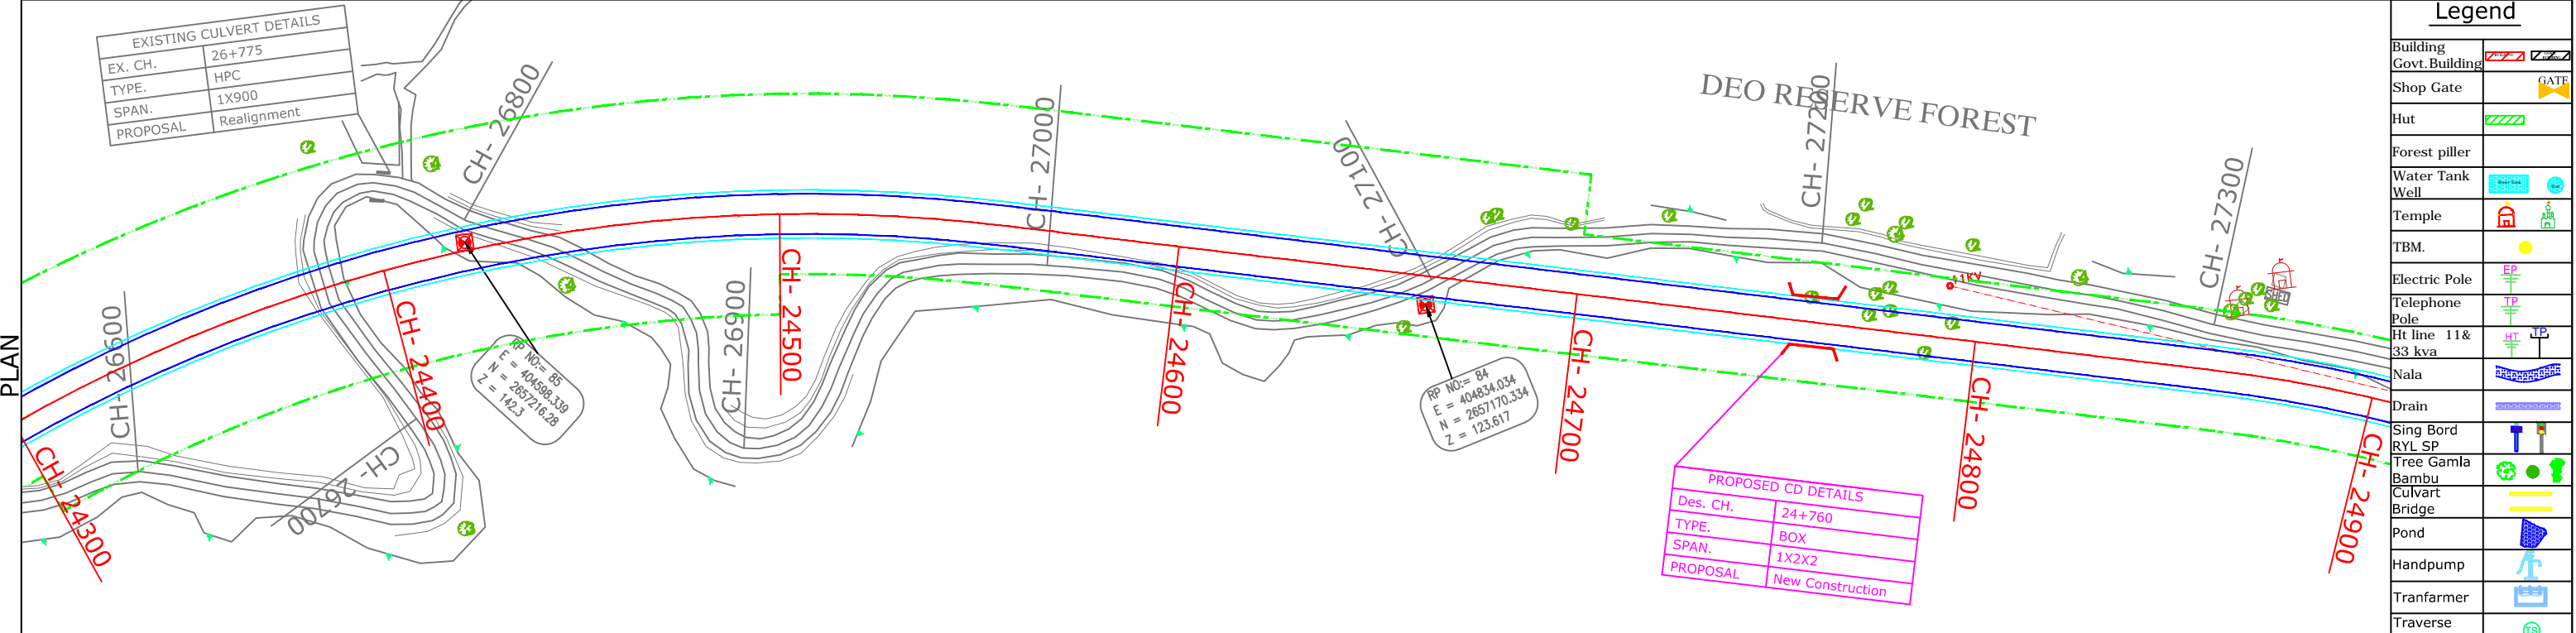 EXISTING CULVERT DETAILS
EX. CH. 26+775
TYPE. HPC
SPAN. 1X900
PROPOSAL Realignment
PLAN
CH- 26600
CH- 26700
CH- 26800
CH- 26900
CH- 27000
CH- 27100
CH- 27200
CH- 27300
DEO RESERVE FOREST
CH- 24300
CH- 24400
CH- 24500
CH- 24600
CH- 24700
CH- 24800
CH- 24900
RP NO:= 85
E = 404598.339
N = 2657216.28
Z = 142.3
RP NO:= 84
E = 404834.034
N = 2657170.334
Z = 123.617
11KV
SHED
PROPOSED CD DETAILS
Des. CH. 24+760
TYPE. BOX
SPAN. 1X2X2
PROPOSAL New Construction
Legend
Building
Govt.Building
Shop Gate GATE
Hut
Forest piller
Water Tank
Well
Temple
TBM.
Electric Pole EP
Telephone
Pole TP
Ht line 11&
33 kva HT TP
Nala
Drain
Sing Bord
RYL SP
Tree Gamla
Bambu
Culvart
Bridge
Pond
Handpump
Tranfarmer
Traverse TS